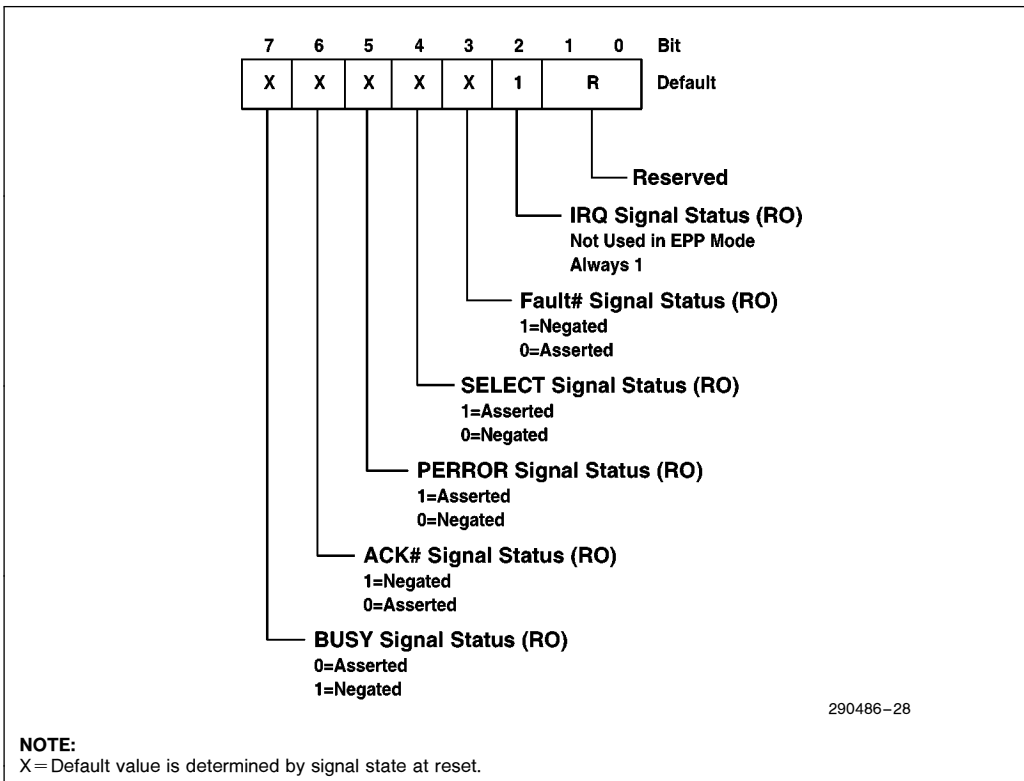 7 6 5 4 3 2 1 0 Bit
X X X X X 1 R Default
Reserved
IRQ Signal Status (RO)
Not Used in EPP Mode
Always 1
Fault# Signal Status (RO)
1=Negated
0=Asserted
SELECT Signal Status (RO)
1=Asserted
0=Negated
PERROR Signal Status (RO)
1=Asserted
0=Negated
ACK# Signal Status (RO)
1=Negated
0=Asserted
BUSY Signal Status (RO)
0=Asserted
1=Negated
290486–28
NOTE:
X=Default value is determined by signal state at reset.